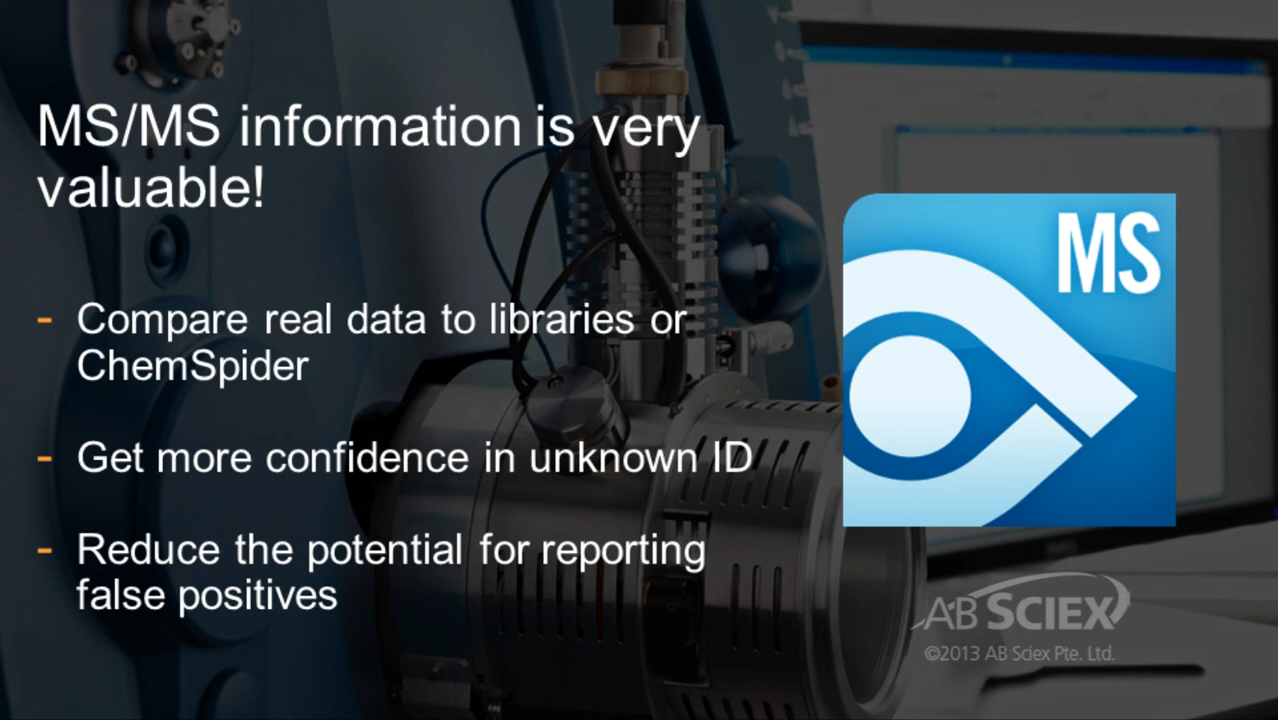 MS/MS information is very
valuable!
- Compare real data to libraries or
ChemSpider
- Get more confidence in unknown ID
- Reduce the potential for reporting
false positives
MS
AB SCIEX
©2013 AB Sciex Pte. Ltd.